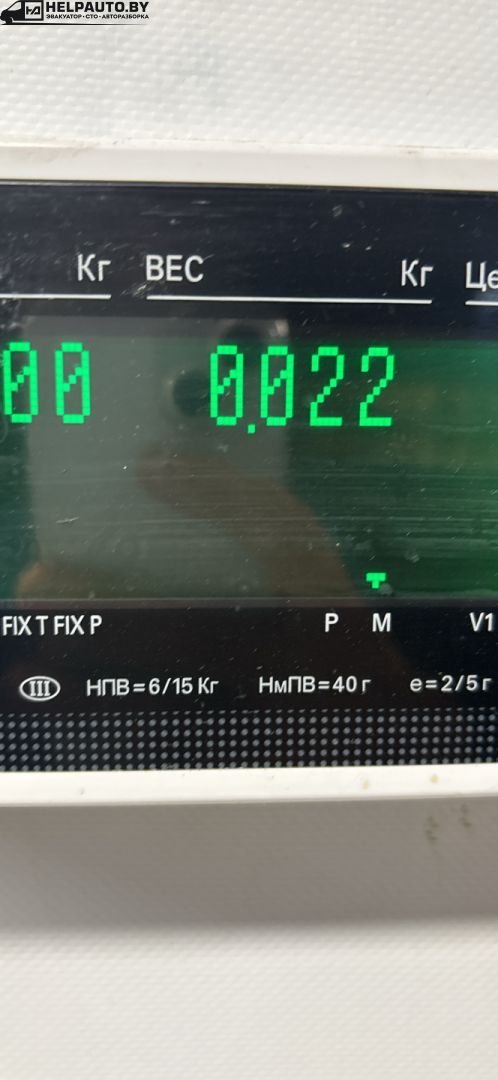 HELPAUTO.BY
ЭВАКУАТОР · СТО · АВТОРАЗБОРКА
Кг ВЕС Кг Це
00 0.022
FIX T FIX P P M V1
III НПВ=6/15 Кг НмПВ=40 г e=2/5 г